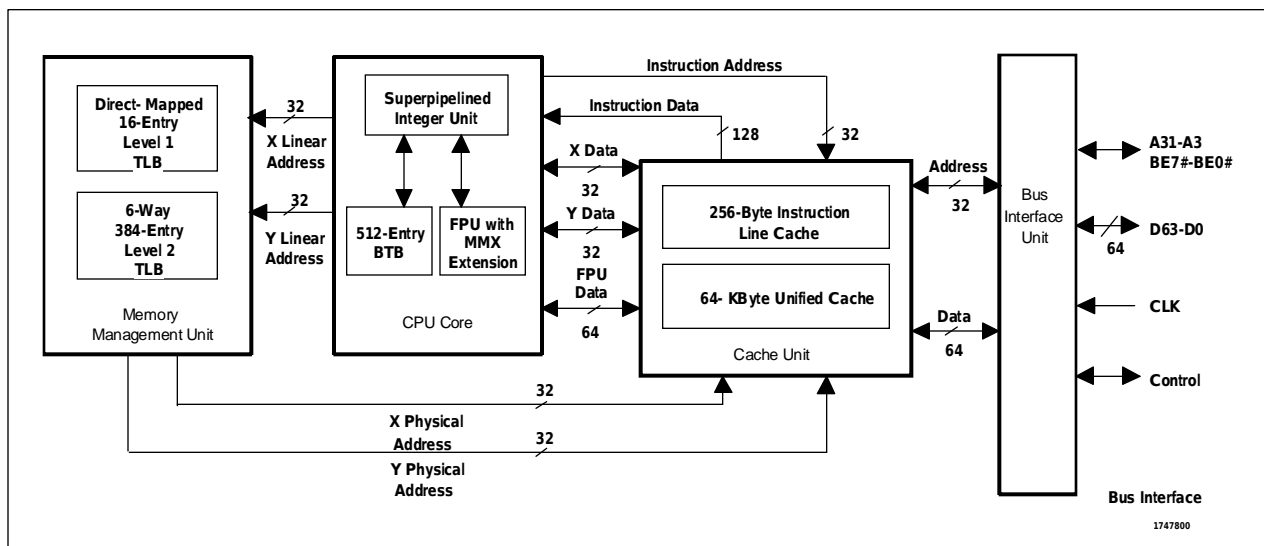 Direct- Mapped
16-Entry
Level 1
TLB
6-Way
384-Entry
Level 2
TLB
Memory
Management Unit
32
X Linear
Address
32
Y Linear
Address
Superpipelined
Integer Unit
512-Entry
BTB
FPU with
MMX
Extension
CPU Core
Instruction Address
Instruction Data
128
32
X Data
32
Y Data
32
FPU
Data
64
256-Byte Instruction
Line Cache
64- KByte Unified Cache
Cache Unit
Address
32
Data
64
Bus
Interface
Unit
A31-A3
BE7#-BE0#
D63-D0
64
CLK
Control
32
X Physical
Address
32
Y Physical
Address
Bus Interface
1747800